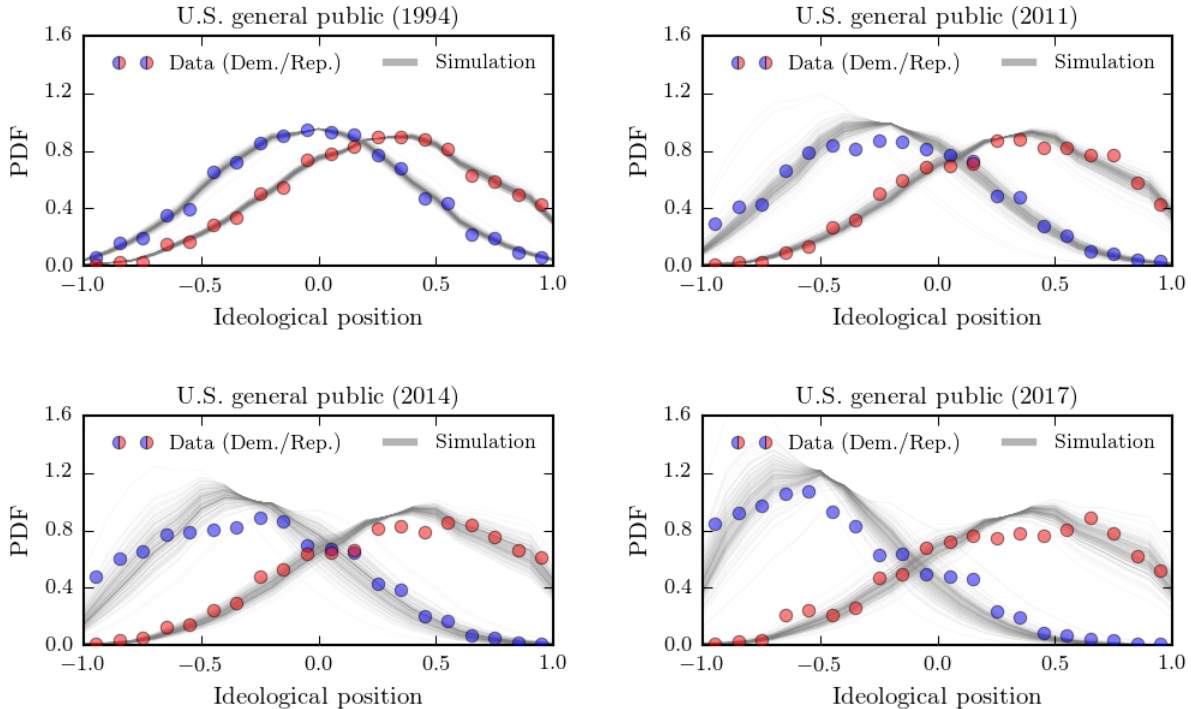 U.S. general public (1994)
1.6
1.2
0.8
0.4
0.0
PDF
Data (Dem./Rep.)
Simulation
−1.0 −0.5 0.0 0.5 1.0
Ideological position
U.S. general public (2011)
1.6
1.2
0.8
0.4
0.0
PDF
Data (Dem./Rep.)
Simulation
−1.0 −0.5 0.0 0.5 1.0
Ideological position
U.S. general public (2014)
1.6
1.2
0.8
0.4
0.0
PDF
Data (Dem./Rep.)
Simulation
−1.0 −0.5 0.0 0.5 1.0
Ideological position
U.S. general public (2017)
1.6
1.2
0.8
0.4
0.0
PDF
Data (Dem./Rep.)
Simulation
−1.0 −0.5 0.0 0.5 1.0
Ideological position